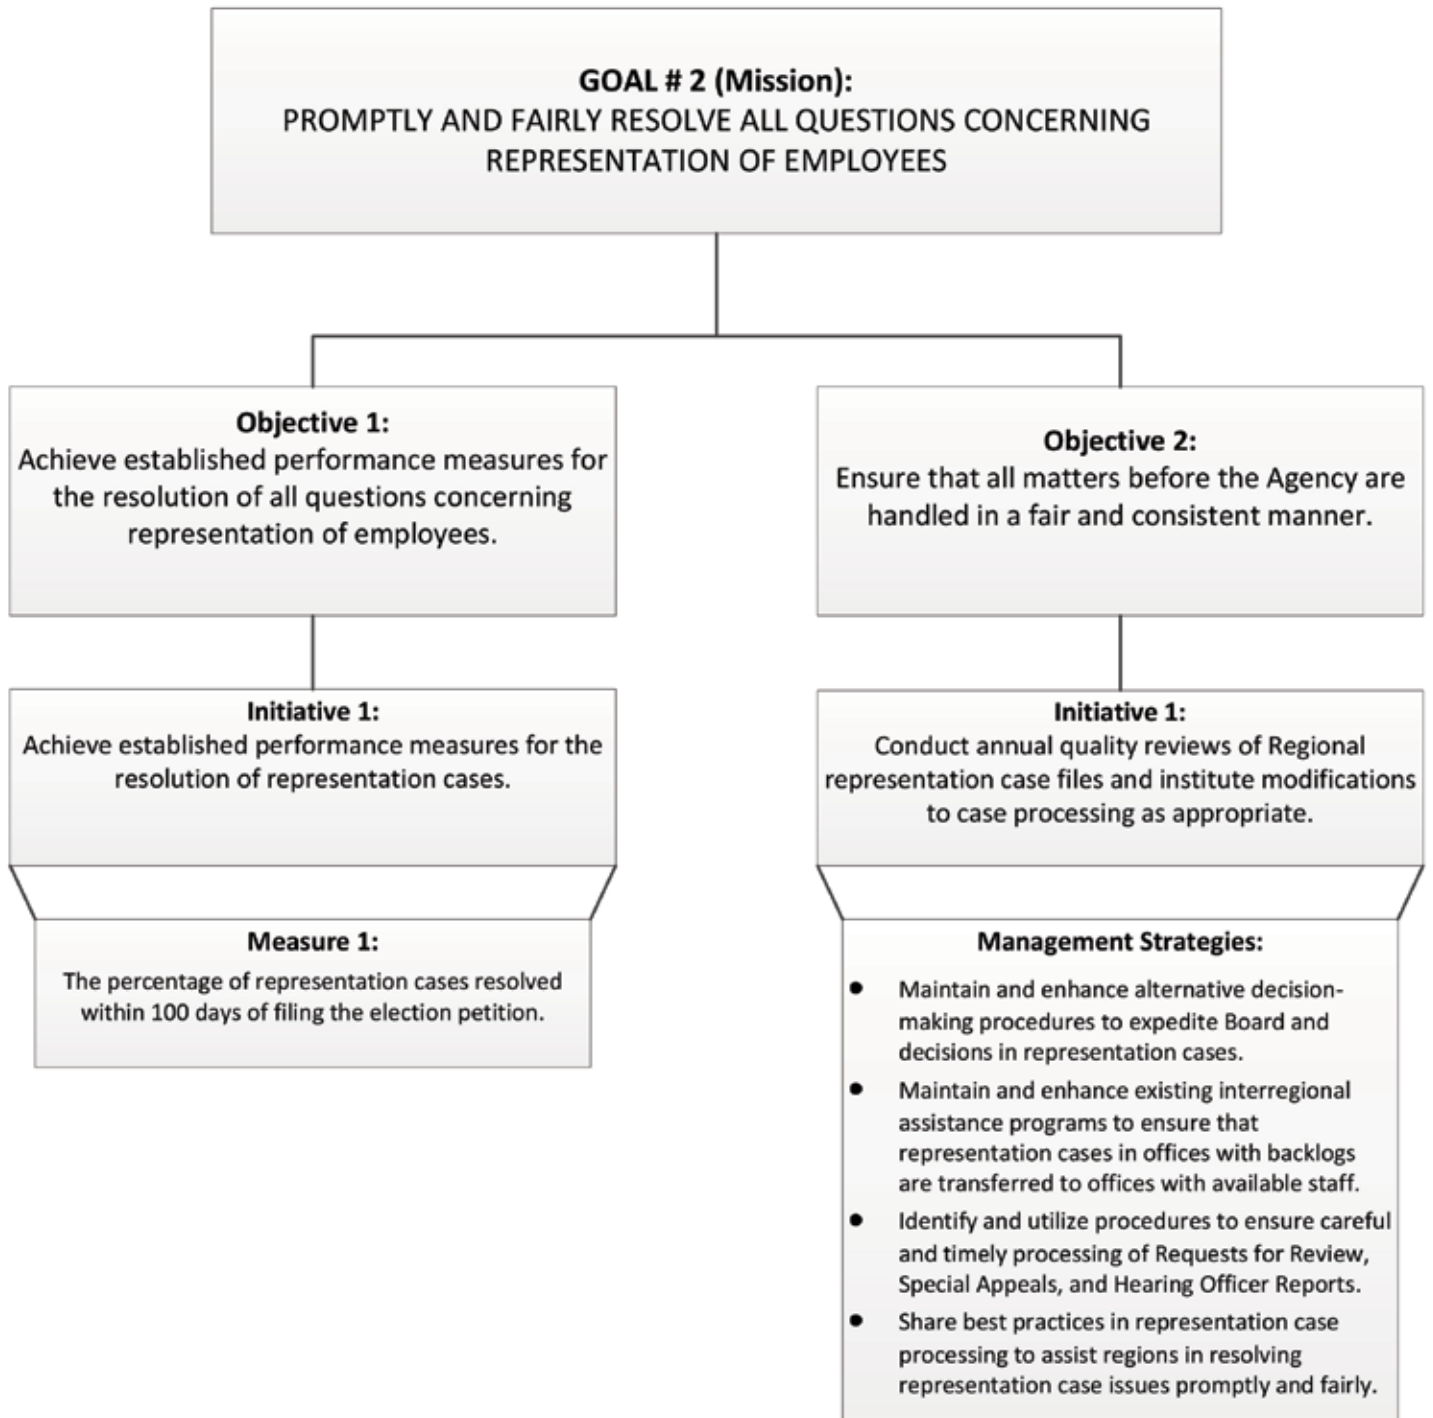 GOAL # 2 (Mission):
PROMPTLY AND FAIRLY RESOLVE ALL QUESTIONS CONCERNING
REPRESENTATION OF EMPLOYEES
Objective 1:
Achieve established performance measures for
the resolution of all questions concerning
representation of employees.
Objective 2:
Ensure that all matters before the Agency are
handled in a fair and consistent manner.
Initiative 1:
Achieve established performance measures for the
resolution of representation cases.
Initiative 1:
Conduct annual quality reviews of Regional
representation case files and institute modifications
to case processing as appropriate.
Measure 1:
The percentage of representation cases resolved
within 100 days of filing the election petition.
Management Strategies:
● Maintain and enhance alternative decision-
making procedures to expedite Board and
decisions in representation cases.
● Maintain and enhance existing interregional
assistance programs to ensure that
representation cases in offices with backlogs
are transferred to offices with available staff.
● Identify and utilize procedures to ensure careful
and timely processing of Requests for Review,
Special Appeals, and Hearing Officer Reports.
● Share best practices in representation case
processing to assist regions in resolving
representation case issues promptly and fairly.